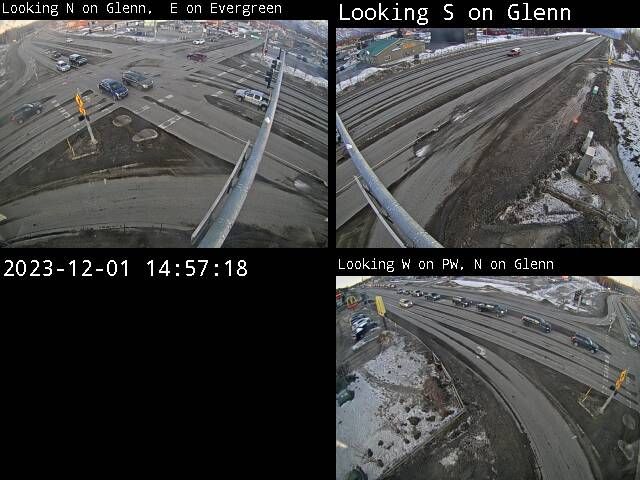 Looking N on Glenn,  E on Evergreen
Looking S on Glenn
2023-12-01 14:57:18
Looking W on PW, N on Glenn